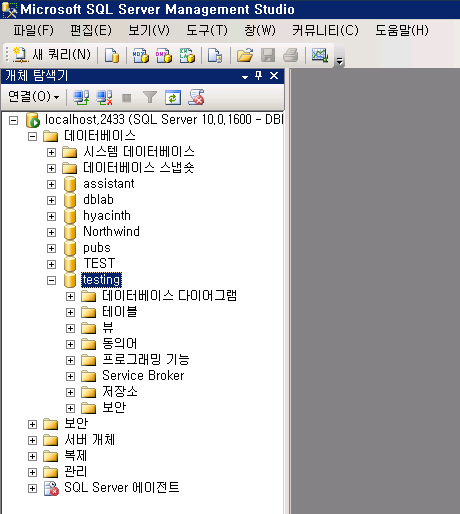 Microsoft SQL Server Management Studio
파일(F) 편집(E) 보기(V) 도구(T) 창(W) 커뮤니티(C) 도움말(H)
새 쿼리(N)
개체 탐색기
연결(O)
localhost,2433 (SQL Server 10,0,1600 - DB
데이터베이스
시스템 데이터베이스
데이터베이스 스냅숏
assistant
dblab
hyacinth
Northwind
pubs
TEST
testing
데이터베이스 다이어그램
테이블
뷰
동의어
프로그래밍 기능
Service Broker
저장소
보안
보안
서버 개체
복제
관리
SQL Server 에이전트